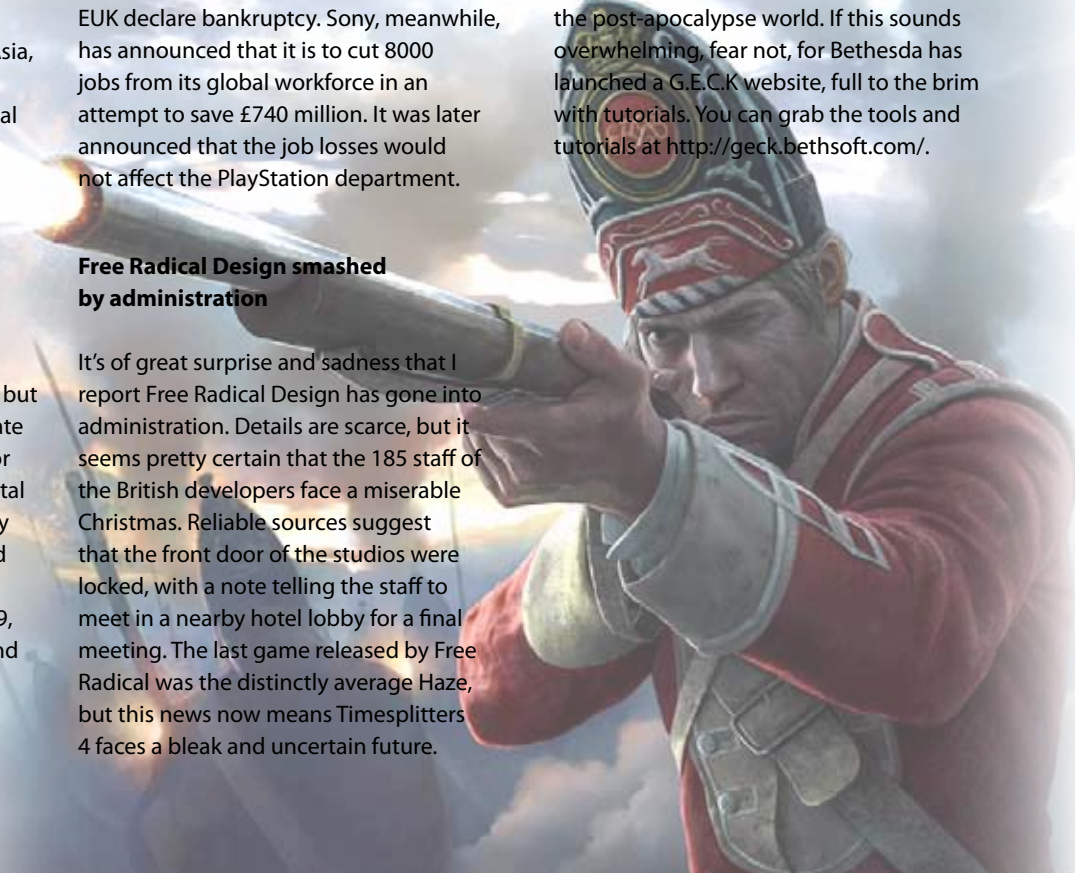 Asia,
al
but
ate
or
tal
y
d
9,
nd
EUK declare bankruptcy. Sony, meanwhile,
has announced that it is to cut 8000
jobs from its global workforce in an
attempt to save £740 million. It was later
announced that the job losses would
not affect the PlayStation department.
Free Radical Design smashed
by administration
It’s of great surprise and sadness that I
report Free Radical Design has gone into
administration. Details are scarce, but it
seems pretty certain that the 185 staff of
the British developers face a miserable
Christmas. Reliable sources suggest
that the front door of the studios were
locked, with a note telling the staff to
meet in a nearby hotel lobby for a final
meeting. The last game released by Free
Radical was the distinctly average Haze,
but this news now means Timesplitters
4 faces a bleak and uncertain future.
the post-apocalypse world. If this sounds
overwhelming, fear not, for Bethesda has
launched a G.E.C.K website, full to the brim
with tutorials. You can grab the tools and
tutorials at http://geck.bethsoft.com/.